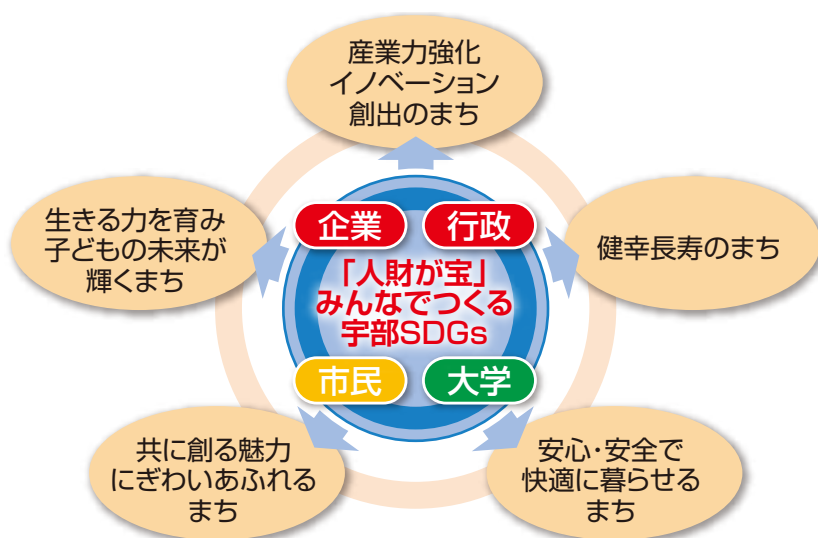 産業力強化
イノベーション
創出のまち
生きる力を育み
子どもの未来が
輝くまち
企業
行政
「人財が宝」
みんなでつくる
宇部SDGs
市民
大学
健幸長寿のまち
共に創る魅力
にぎわいあふれる
まち
安心・安全で
快適に暮らせる
まち